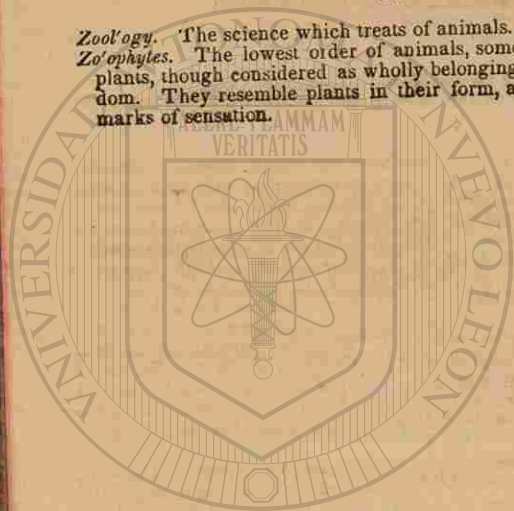 Zool'ogy. The science which treats of animals.
Zo'ophytes. The lowest order of animals, some
plants, though considered as wholly belonging
dom. They resemble plants in their form, a
marks of sensation.
ALERE FLAMMAM
VERITATIS
UNIVERSIDAD NUEVO LEON